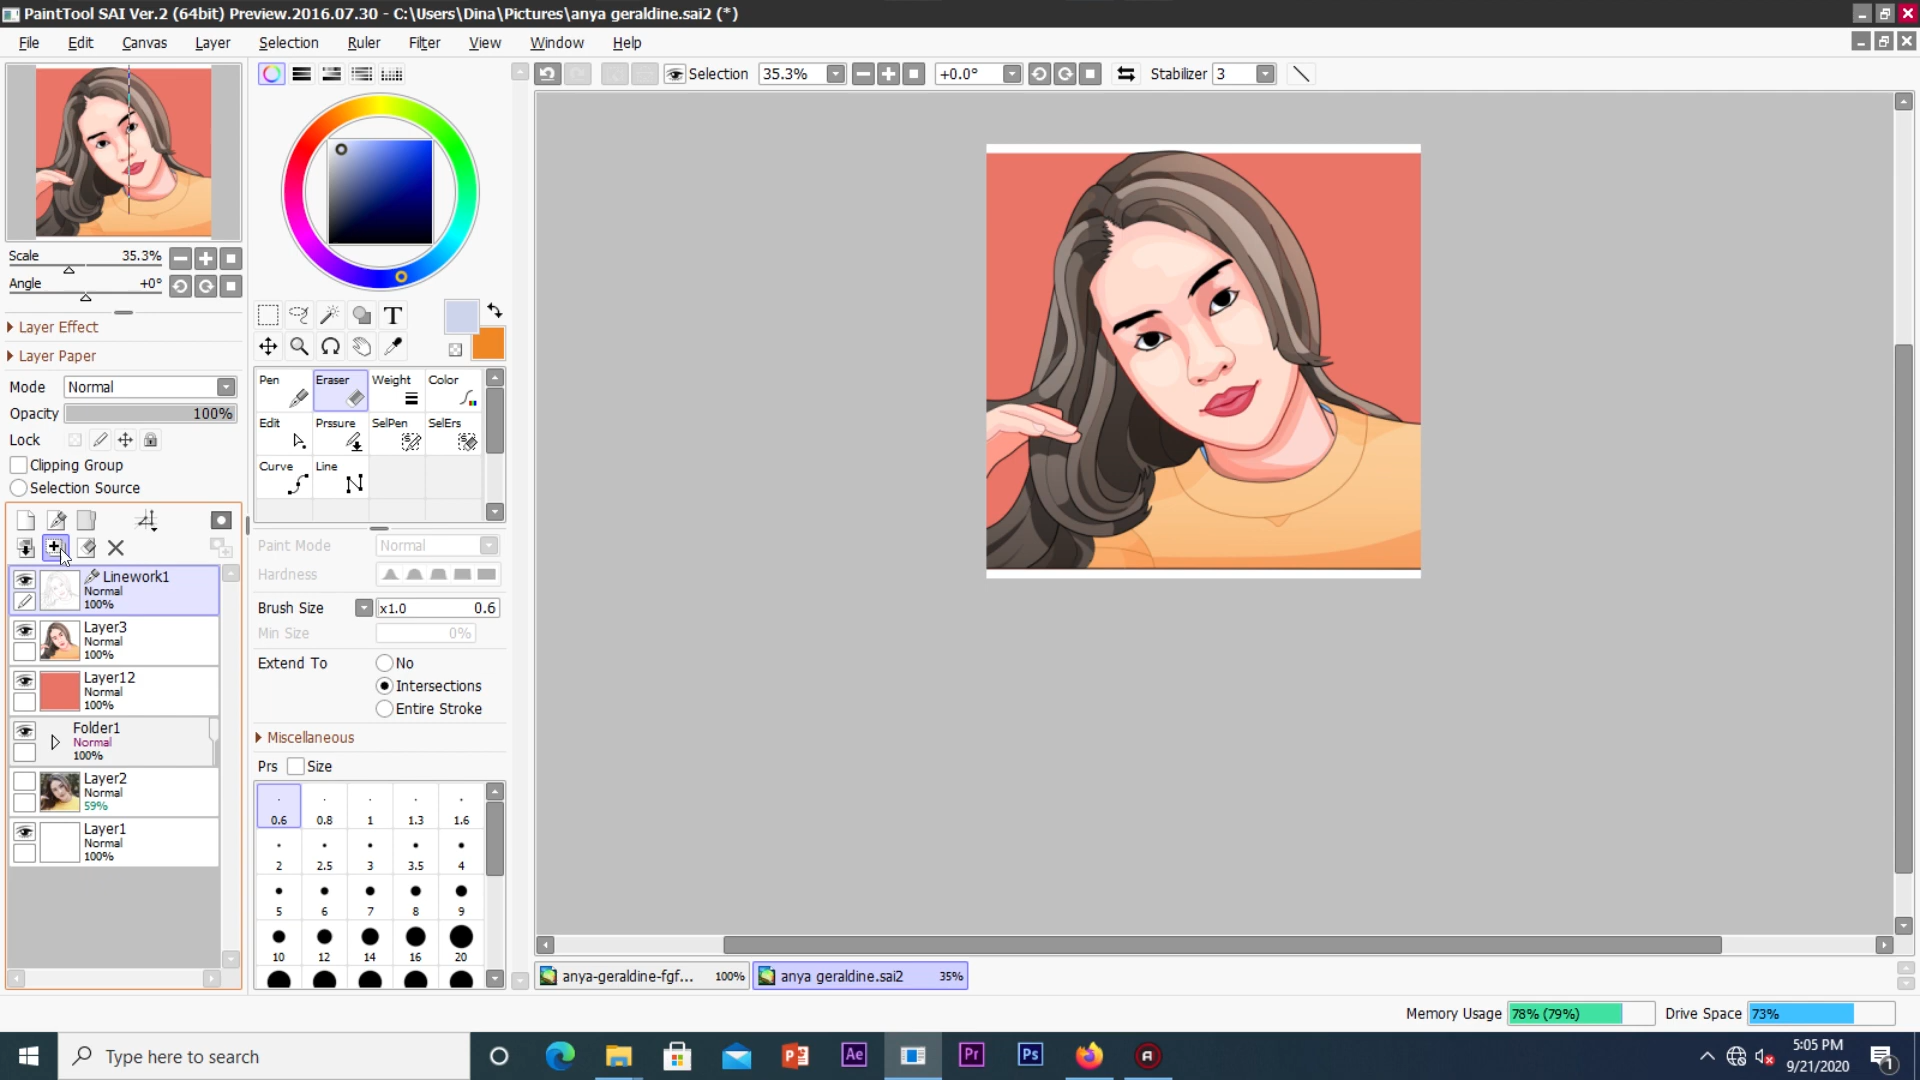 PaintTool SAI Ver.2 (64bit) Preview.2016.07.30 - C:\Users\Dina\Pictures\anya geraldine.sai2 (*)
File Edit Canvas Layer Selection Ruler Filter View Window Help
Selection 35.3% +0.0° Stabilizer 3
Scale 35.3%
Angle +0°
Layer Effect
Layer Paper
Mode Normal
Opacity 100%
Lock
Clipping Group
Selection Source
Linework1
Normal
100%
Layer3
Normal
100%
Layer12
Normal
100%
Folder1
Normal
100%
Layer2
Normal
59%
Layer1
Normal
100%
T
Pen Eraser Weight Color
Edit Prssure SelPen SelErs
Curve Line
Paint Mode Normal
Hardness
Brush Size x1.0 0.6
Min Size 0%
Extend To No
Intersections
Entire Stroke
Miscellaneous
Prs Size
0.6 0.8 1 1.3 1.6
2 2.5 3 3.5 4
5 6 7 8 9
10 12 14 16 20
anya-geraldine-fgf... 100% anya geraldine.sai2 35%
Memory Usage 78% (79%) Drive Space 73%
Type here to search
Ae Pr Ps
5:05 PM
9/21/2020
1